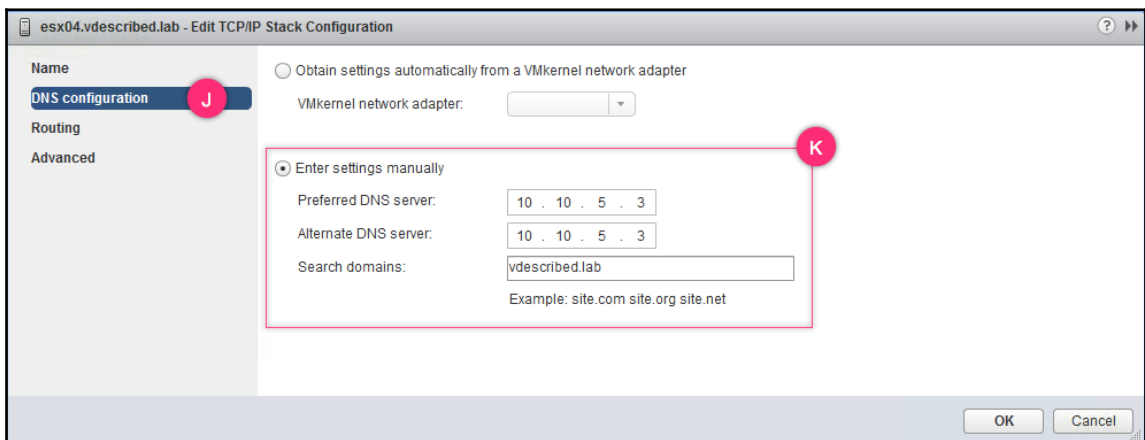 esx04.vdescribed.lab - Edit TCP/IP Stack Configuration ?
Name
DNS configuration J
Routing
Advanced
Obtain settings automatically from a VMkernel network adapter
VMkernel network adapter:
K
Enter settings manually
Preferred DNS server: 10 . 10 . 5 . 3
Alternate DNS server: 10 . 10 . 5 . 3
Search domains: vdescribed.lab
Example: site.com site.org site.net
OK Cancel